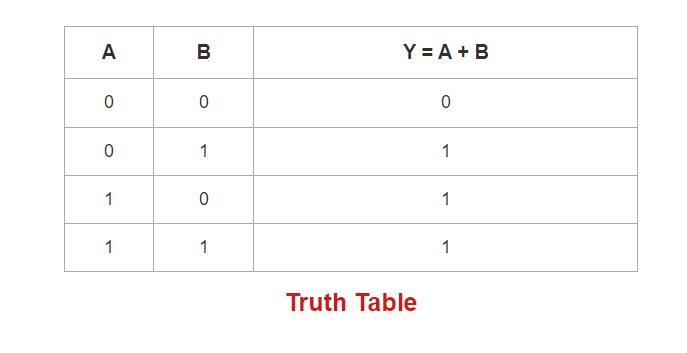 A B Y = A + B
0 0 0
0 1 1
1 0 1
1 1 1
Truth Table